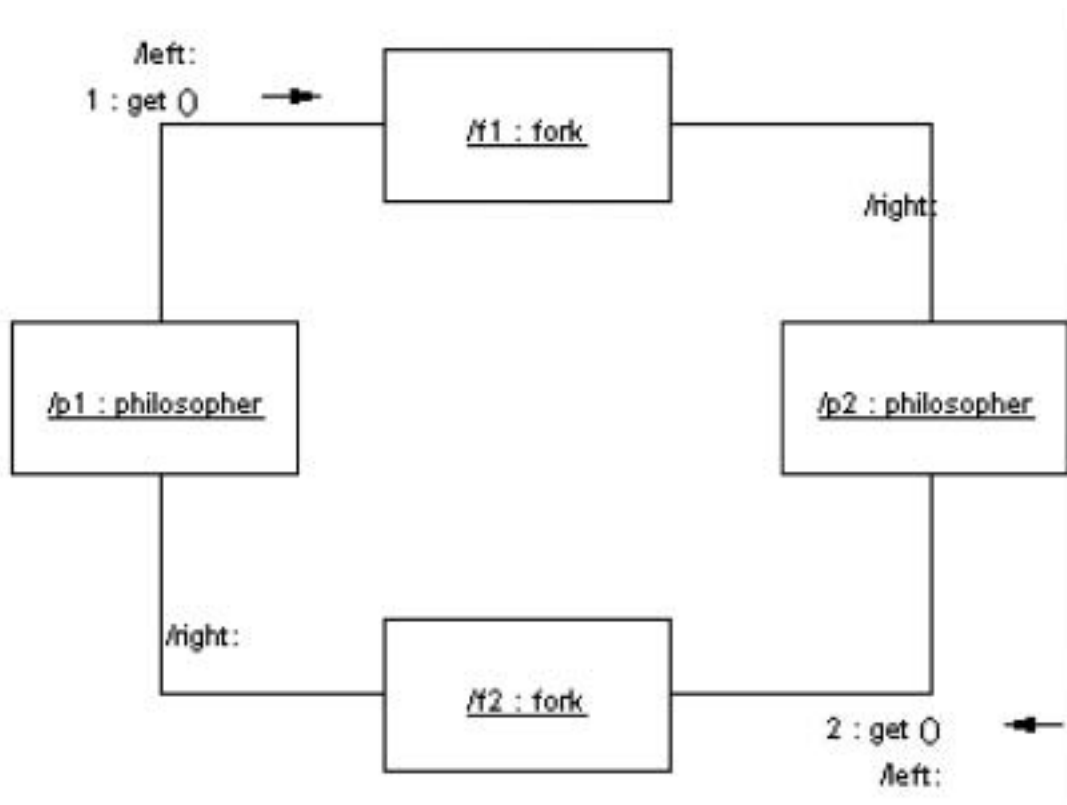 /left:
1 : get ()
/f1 : fork
/right:
/p1 : philosopher
/p2 : philosopher
/right:
/f2 : fork
2 : get ()
/left: